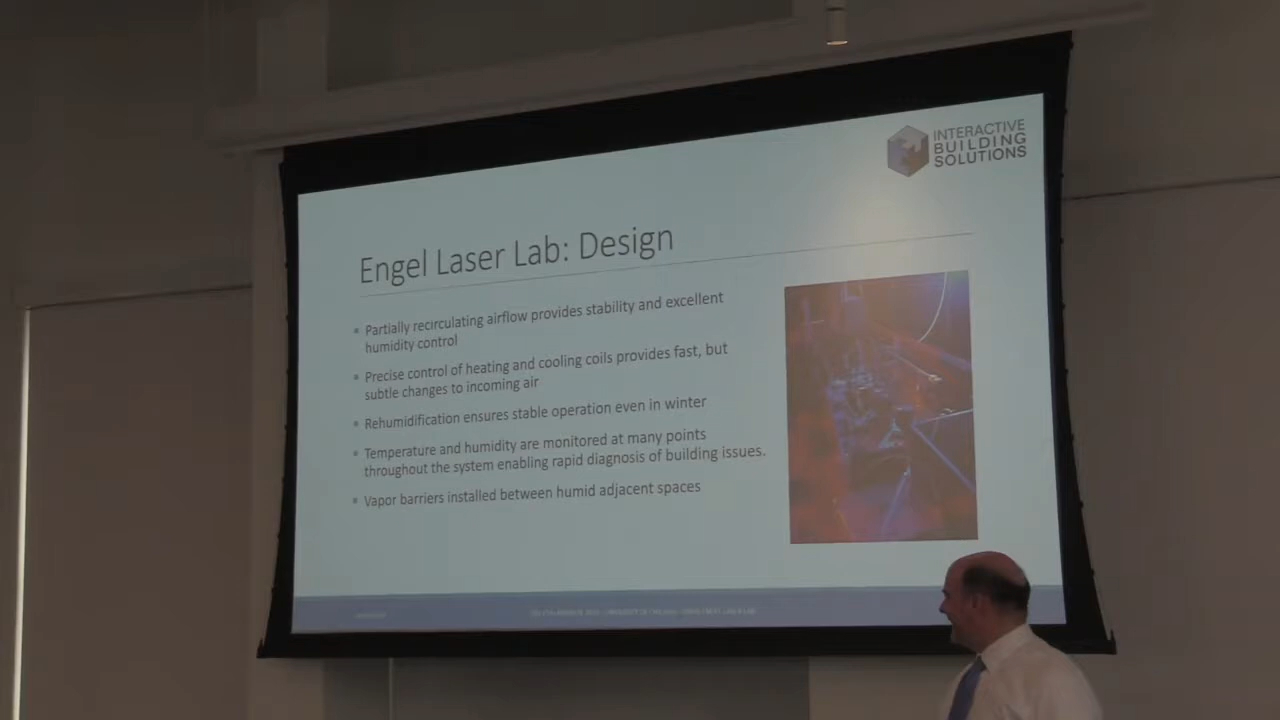 INTERACTIVE
BUILDING
SOLUTIONS
Engel Laser Lab: Design
Partially recirculating airflow provides stability and excellent
humidity control
Precise control of heating and cooling coils provides fast, but
subtle changes to incoming air
Rehumidification ensures stable operation even in winter
Temperature and humidity are monitored at many points
throughout the system enabling rapid diagnosis of building issues.
Vapor barriers installed between humid adjacent spaces